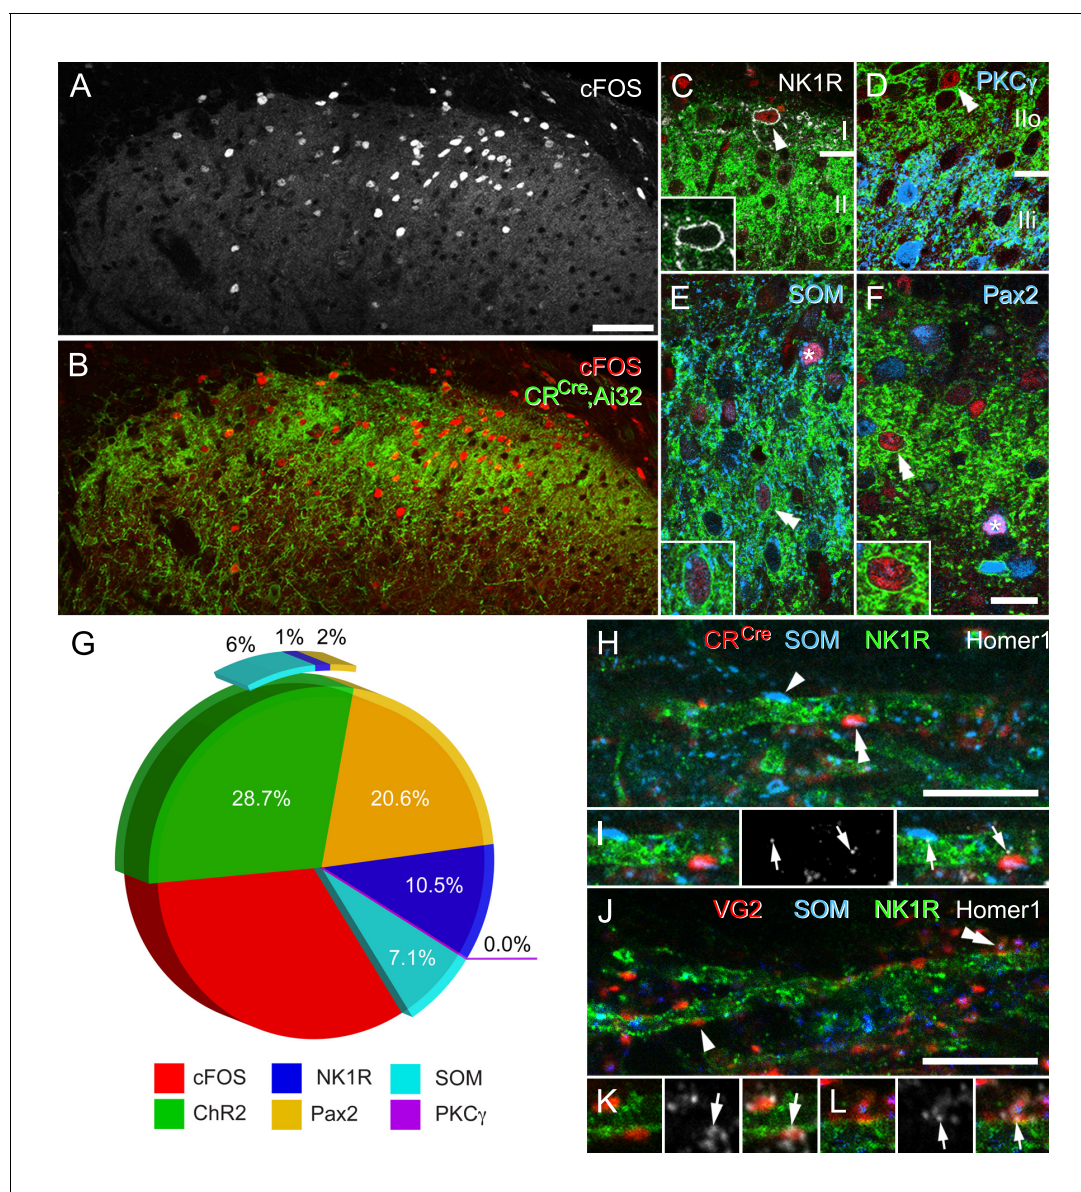 A
cFOS
B
cFOS
CR^Cre;Ai32
C
NK1R
I
II
D
PKCγ
IIo
IIi
E
SOM
*
F
Pax2
*
G
6%
1%
2%
28.7%
20.6%
10.5%
7.1%
0.0%
cFOS
NK1R
SOM
ChR2
Pax2
PKCγ
H
CR^Cre SOM NK1R Homer1
I
J
VG2 SOM NK1R Homer1
K
L